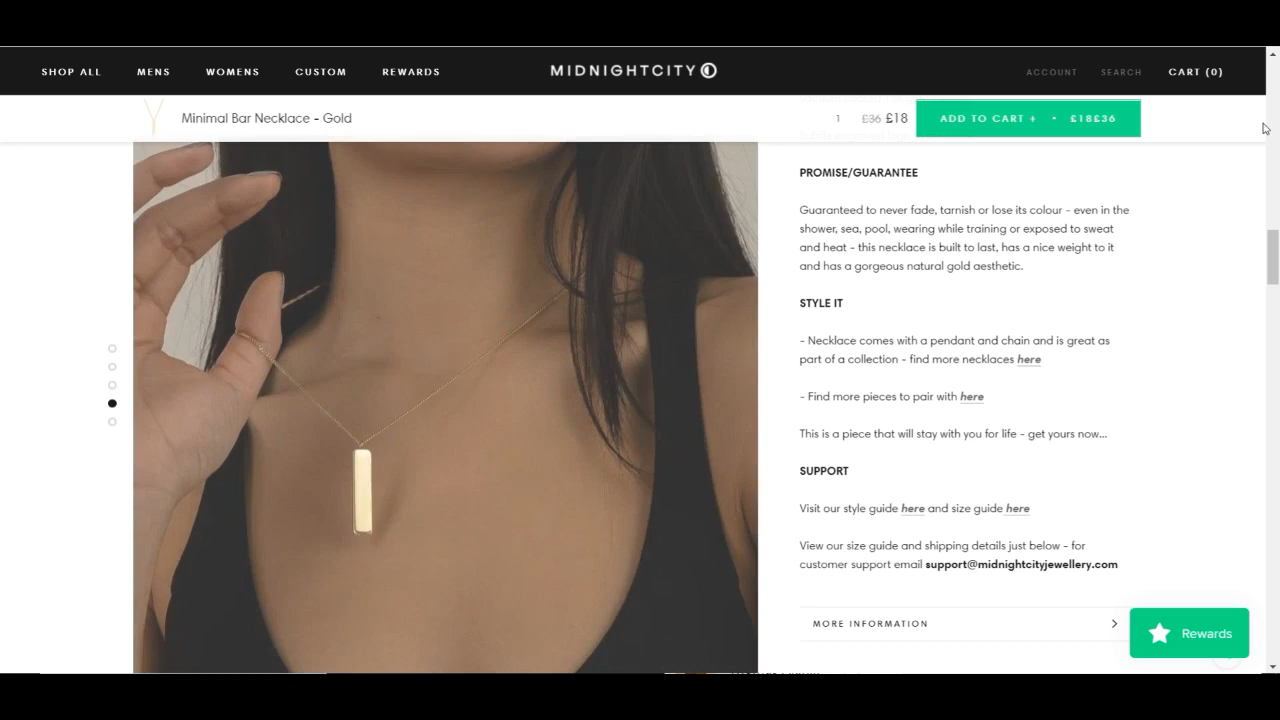 SHOP ALL MENS WOMENS CUSTOM REWARDS MIDNIGHTCITY ACCOUNT SEARCH CART (0)
Minimal Bar Necklace - Gold 1 £36 £18 ADD TO CART + • £18£36
PROMISE/GUARANTEE
Guaranteed to never fade, tarnish or lose its colour - even in the
shower, sea, pool, wearing while training or exposed to sweat
and heat - this necklace is built to last, has a nice weight to it
and has a gorgeous natural gold aesthetic.
STYLE IT
- Necklace comes with a pendant and chain and is great as
part of a collection - find more necklaces here
- Find more pieces to pair with here
This is a piece that will stay with you for life - get yours now...
SUPPORT
Visit our style guide here and size guide here
View our size guide and shipping details just below - for
customer support email support@midnightcityjewellery.com
MORE INFORMATION
Rewards